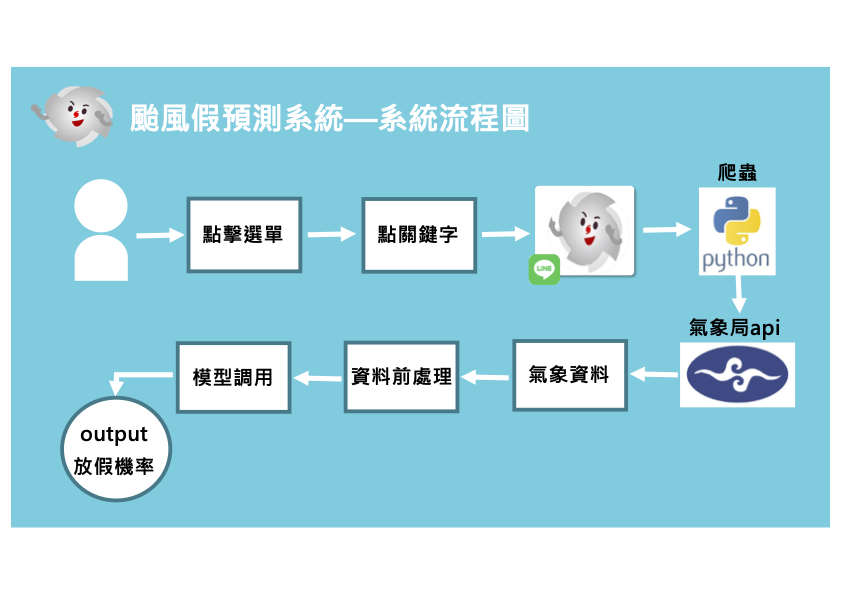 颱風假預測系統—系統流程圖
點擊選單
點關鍵字
LINE
爬蟲
python
氣象局api
氣象資料
資料前處理
模型調用
output
放假機率